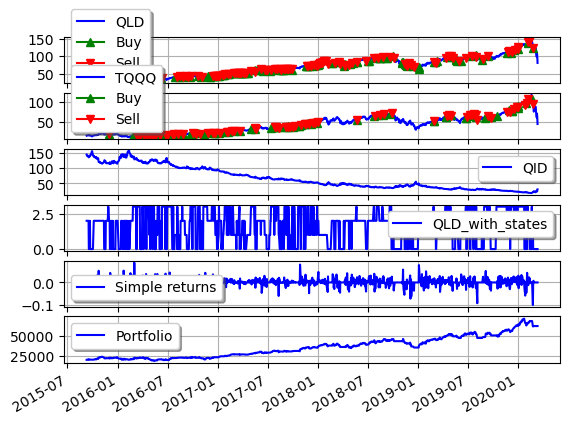 QLD
Buy
Sell
150
100
50
TQQQ
Buy
Sell
100
50
150
100
50
QID
2.5
0.0
QLD_with_states
0.0
−0.1
Simple returns
50000
25000
Portfolio
2015-07
2016-01
2016-07
2017-01
2017-07
2018-01
2018-07
2019-01
2019-07
2020-01